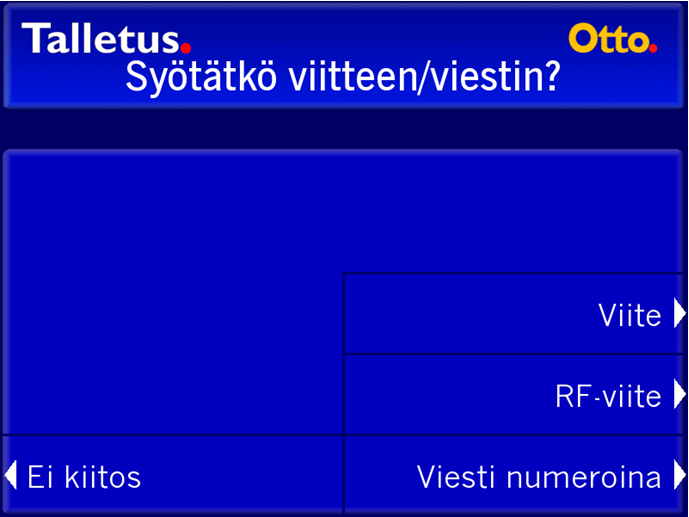 Talletus. Otto.
Syötätkö viitteen/viestin?
Viite
RF-viite
Ei kiitos Viesti numeroina